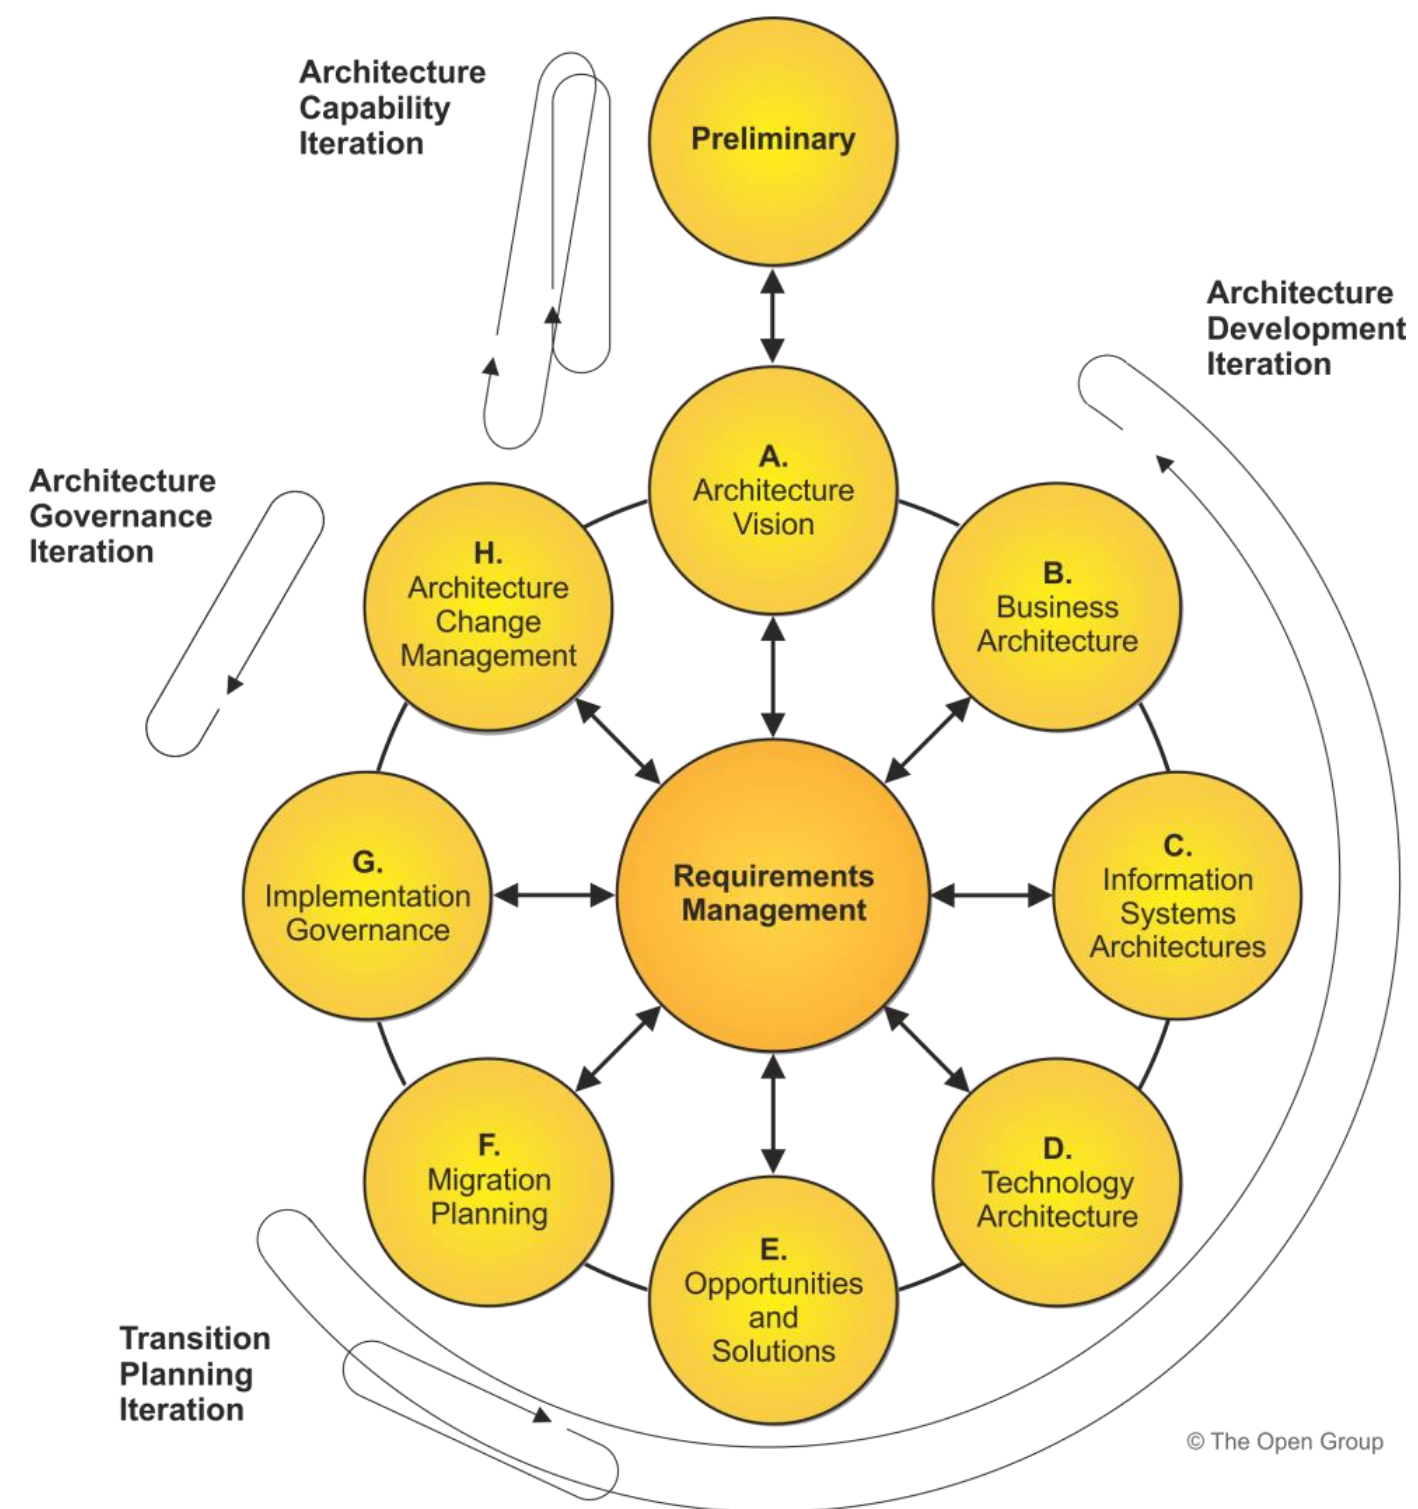 Architecture
Capability
Iteration
Preliminary
Architecture
Development
Iteration
A.
Architecture
Vision
Architecture
Governance
Iteration
H.
Architecture
Change
Management
B.
Business
Architecture
G.
Implementation
Governance
Requirements
Management
C.
Information
Systems
Architectures
F.
Migration
Planning
D.
Technology
Architecture
E.
Opportunities
and
Solutions
Transition
Planning
Iteration
© The Open Group